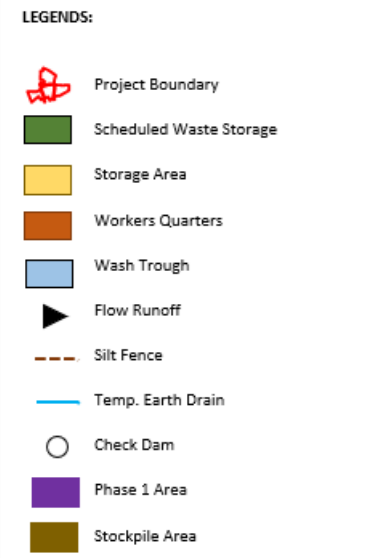 LEGENDS:
Project Boundary
Scheduled Waste Storage
Storage Area
Workers Quarters
Wash Trough
Flow Runoff
Silt Fence
Temp. Earth Drain
Check Dam
Phase 1 Area
Stockpile Area